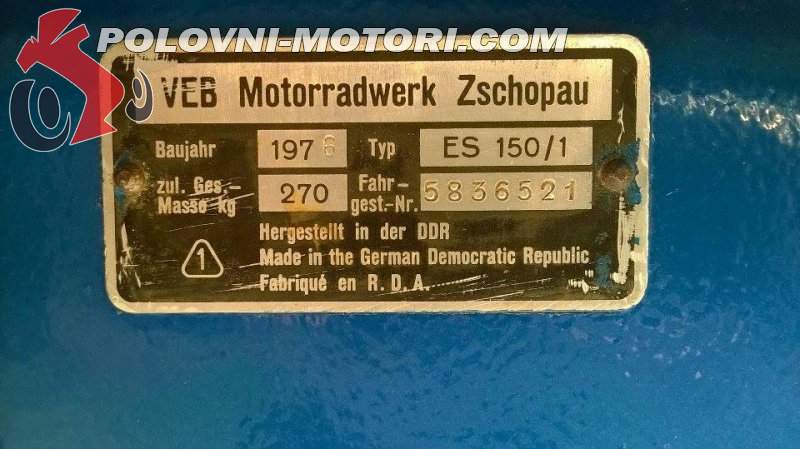 POLOVNI-MOTORI.COM
VEB Motorradwerk Zschopau
Baujahr 1976 Typ ES 150/1
zul. Ges.- Masse kg 270 Fahr- gest.-Nr. 5836521
Hergestellt in der DDR
Made in the German Democratic Republic
Fabriqué en R. D. A.
1